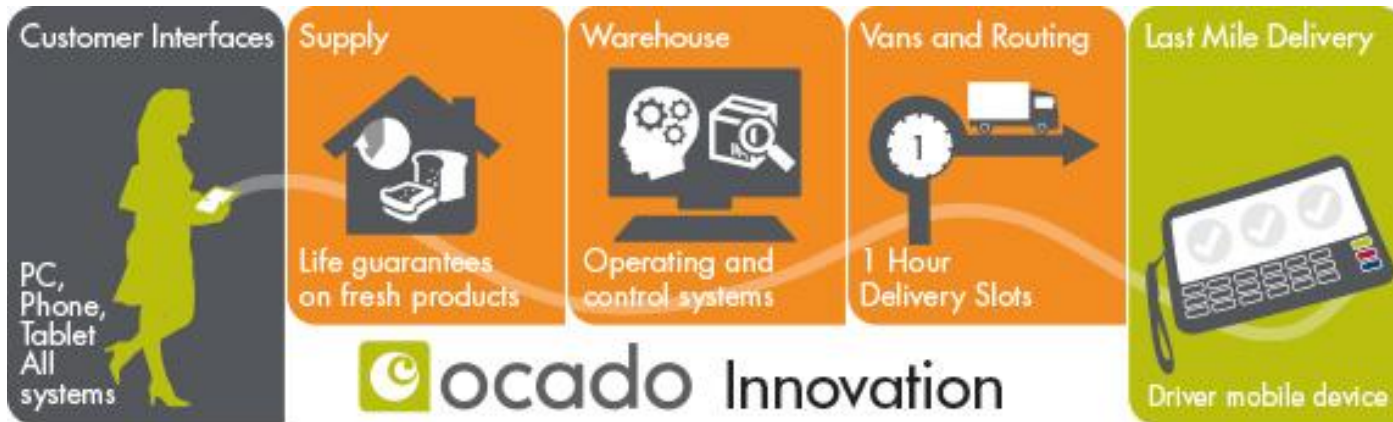 Customer Interfaces
PC,
Phone,
Tablet
All
systems
Supply
Life guarantees
on fresh products
Warehouse
Operating and
control systems
Vans and Routing
1
1 Hour
Delivery Slots
Last Mile Delivery
Driver mobile device
ocado Innovation